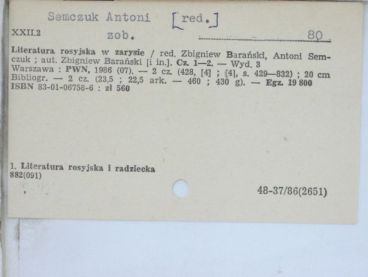 Semczuk Antoni [red.]
XXII.2 zob. 80
Literatura rosyjska w zarysie / red. Zbigniew Barański, Antoni Sem-
czuk ; aut. Zbigniew Barański [i in.]. Cz. 1—2. — Wyd. 3
Warszawa : PWN, 1986 (07). — 2 cz. (428, [4] ; [4], s. 429—832) ; 20 cm
Bibliogr. — 2 cz. (23,5 ; 22,5 ark. — 460 ; 430 g). — Egz. 19 800
ISBN 83-01-06758-6 : zł 560
1. Literatura rosyjska i radziecka
882(091)
48-37/86(2651)